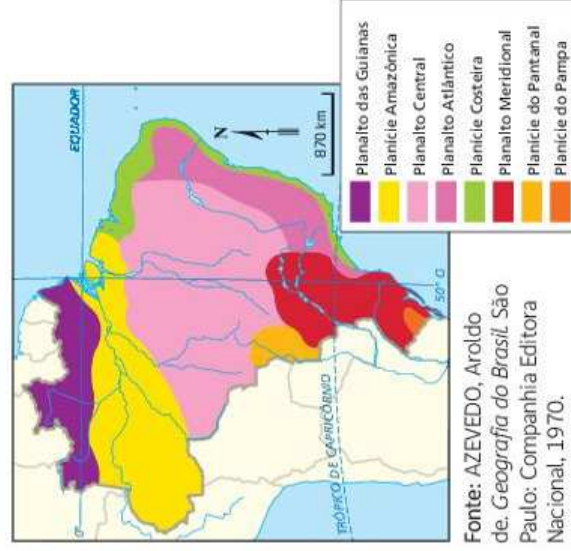 EQUADOR
0°
N
870 km
TRÓPICO DE CAPRICÓRNIO
50° O
Planalto das Guianas
Planície Amazônica
Planalto Central
Planalto Atlântico
Planície Costeira
Planalto Meridional
Planície do Pantanal
Planície do Pampa
Fonte: AZEVEDO, Aroldo
de. Geografia do Brasil. São
Paulo: Companhia Editora
Nacional, 1970.